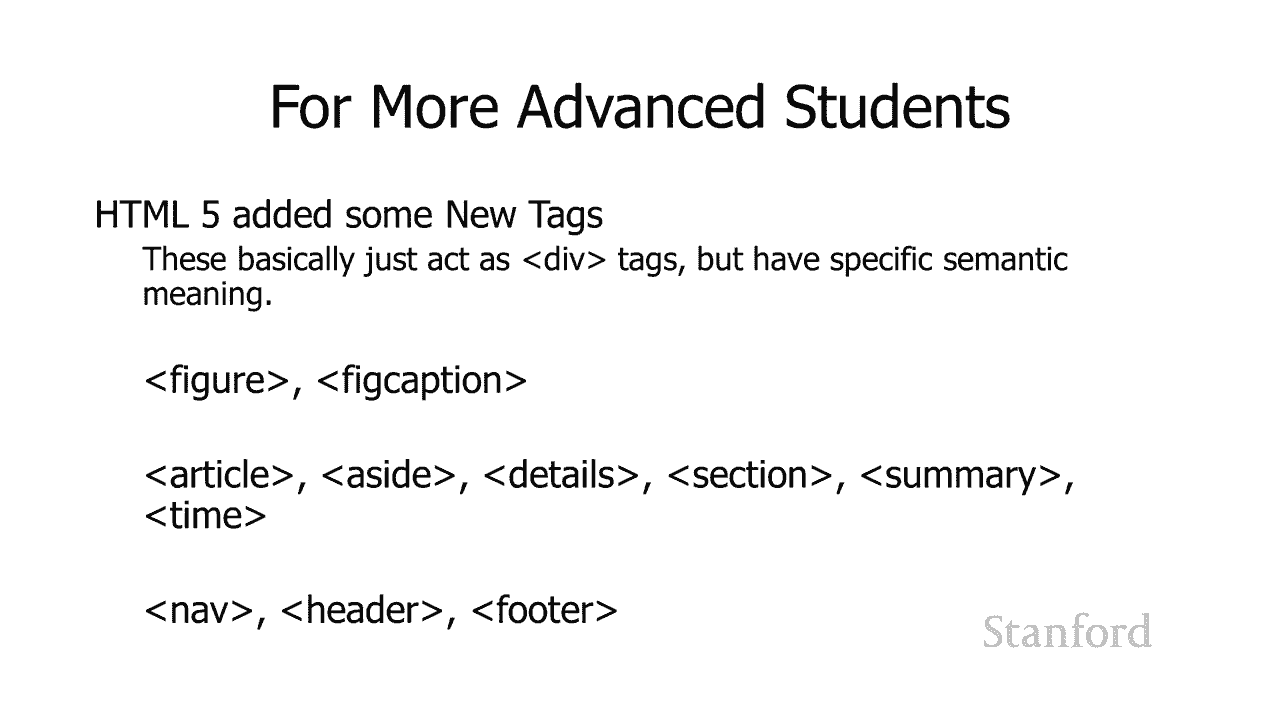 For More Advanced Students
HTML 5 added some New Tags
These basically just act as <div> tags, but have specific semantic
meaning.
<figure>, <figcaption>
<article>, <aside>, <details>, <section>, <summary>,
<time>
<nav>, <header>, <footer>
Stanford